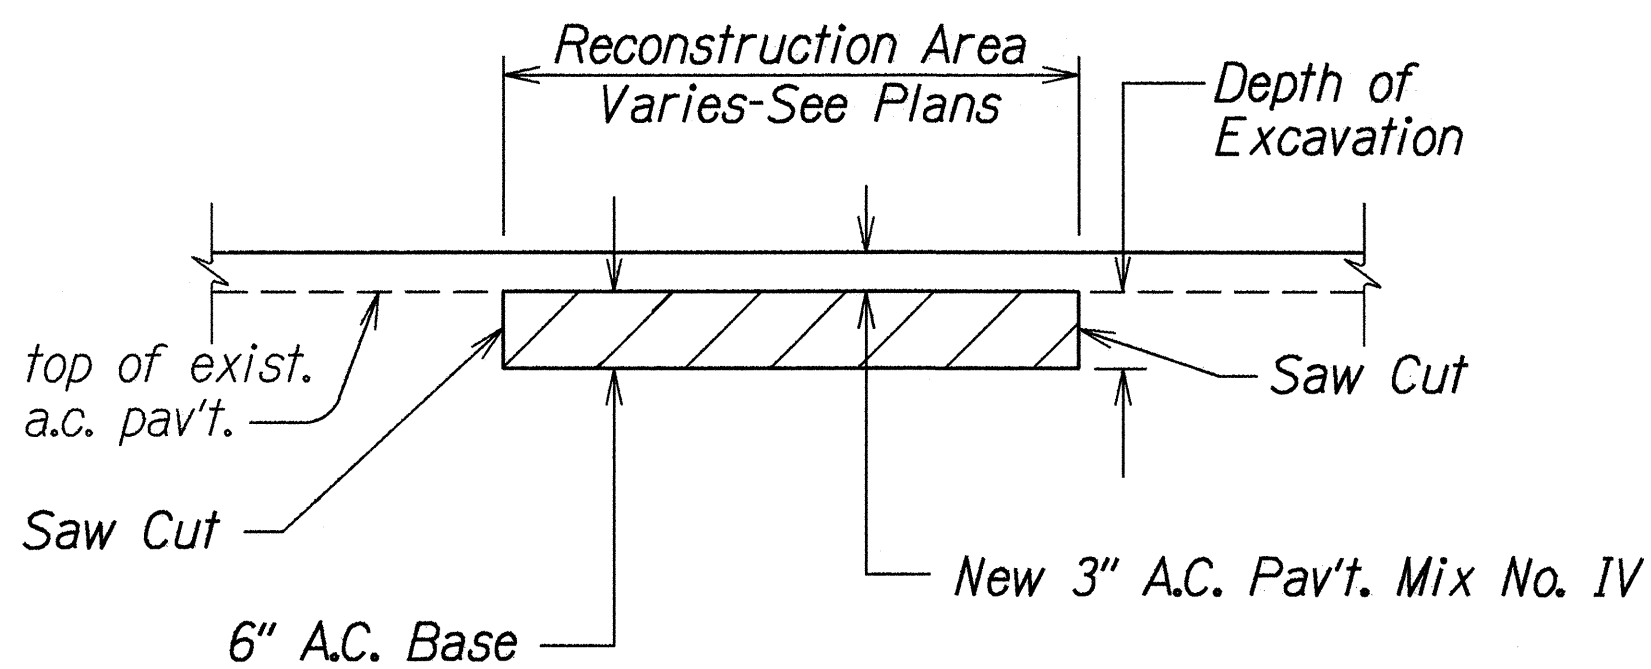 Reconstruction Area
Varies-See Plans
Depth of
Excavation
top of exist.
a.c. pav't.
Saw Cut
Saw Cut
New 3" A.C. Pav't. Mix No. IV
6" A.C. Base